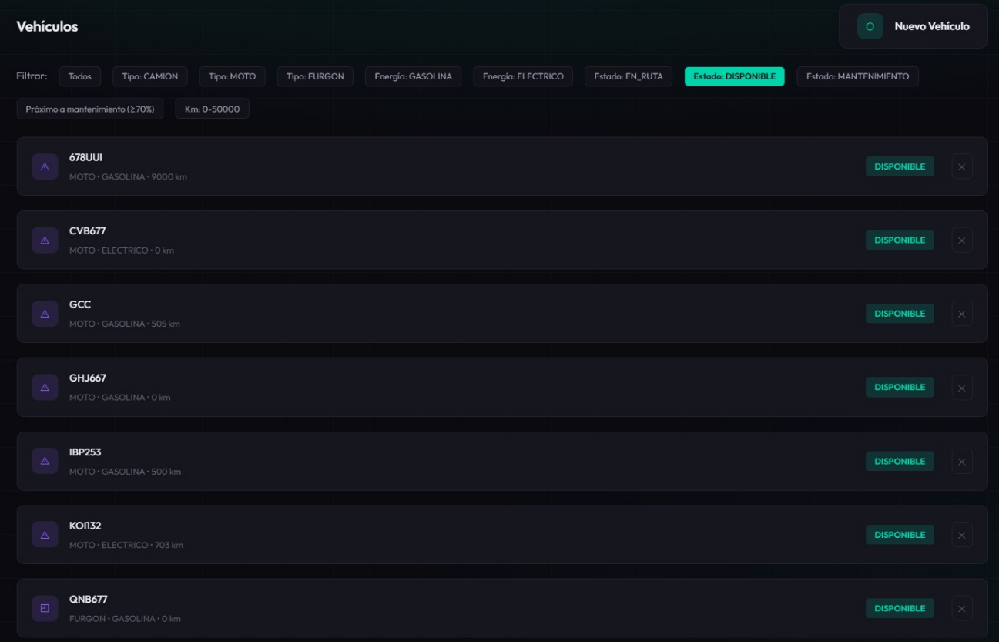 Vehículos
Nuevo Vehículo
Filtrar: Todos Tipo: CAMION Tipo: MOTO Tipo: FURGON Energía: GASOLINA Energía: ELECTRICO Estado: EN_RUTA Estado: DISPONIBLE Estado: MANTENIMIENTO
Próximo a mantenimiento (≥70%) Km: 0-50000
678UUI
MOTO • GASOLINA • 9000 km
DISPONIBLE
CVB677
MOTO • ELECTRICO • 0 km
DISPONIBLE
GCC
MOTO • GASOLINA • 505 km
DISPONIBLE
GHJ667
MOTO • GASOLINA • 0 km
DISPONIBLE
IBP253
MOTO • GASOLINA • 500 km
DISPONIBLE
KOI132
MOTO • ELECTRICO • 703 km
DISPONIBLE
QNB677
FURGON • GASOLINA • 0 km
DISPONIBLE